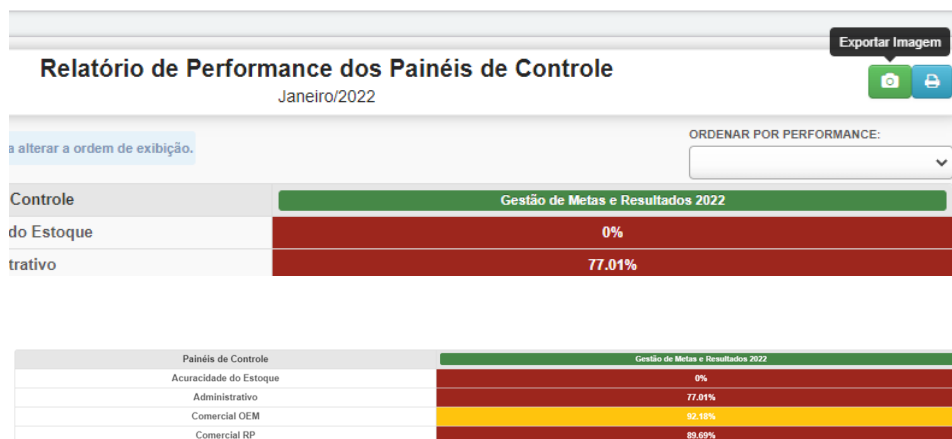 Exportar Imagem
Relatório de Performance dos Painéis de Controle
Janeiro/2022
a alterar a ordem de exibição.
ORDENAR POR PERFORMANCE:
Controle Gestão de Metas e Resultados 2022
do Estoque 0%
trativo 77.01%
Painéis de Controle Gestão de Metas e Resultados 2022
Acuracidade do Estoque 0%
Administrativo 77.01%
Comercial OEM 92.18%
Comercial RP 89.69%